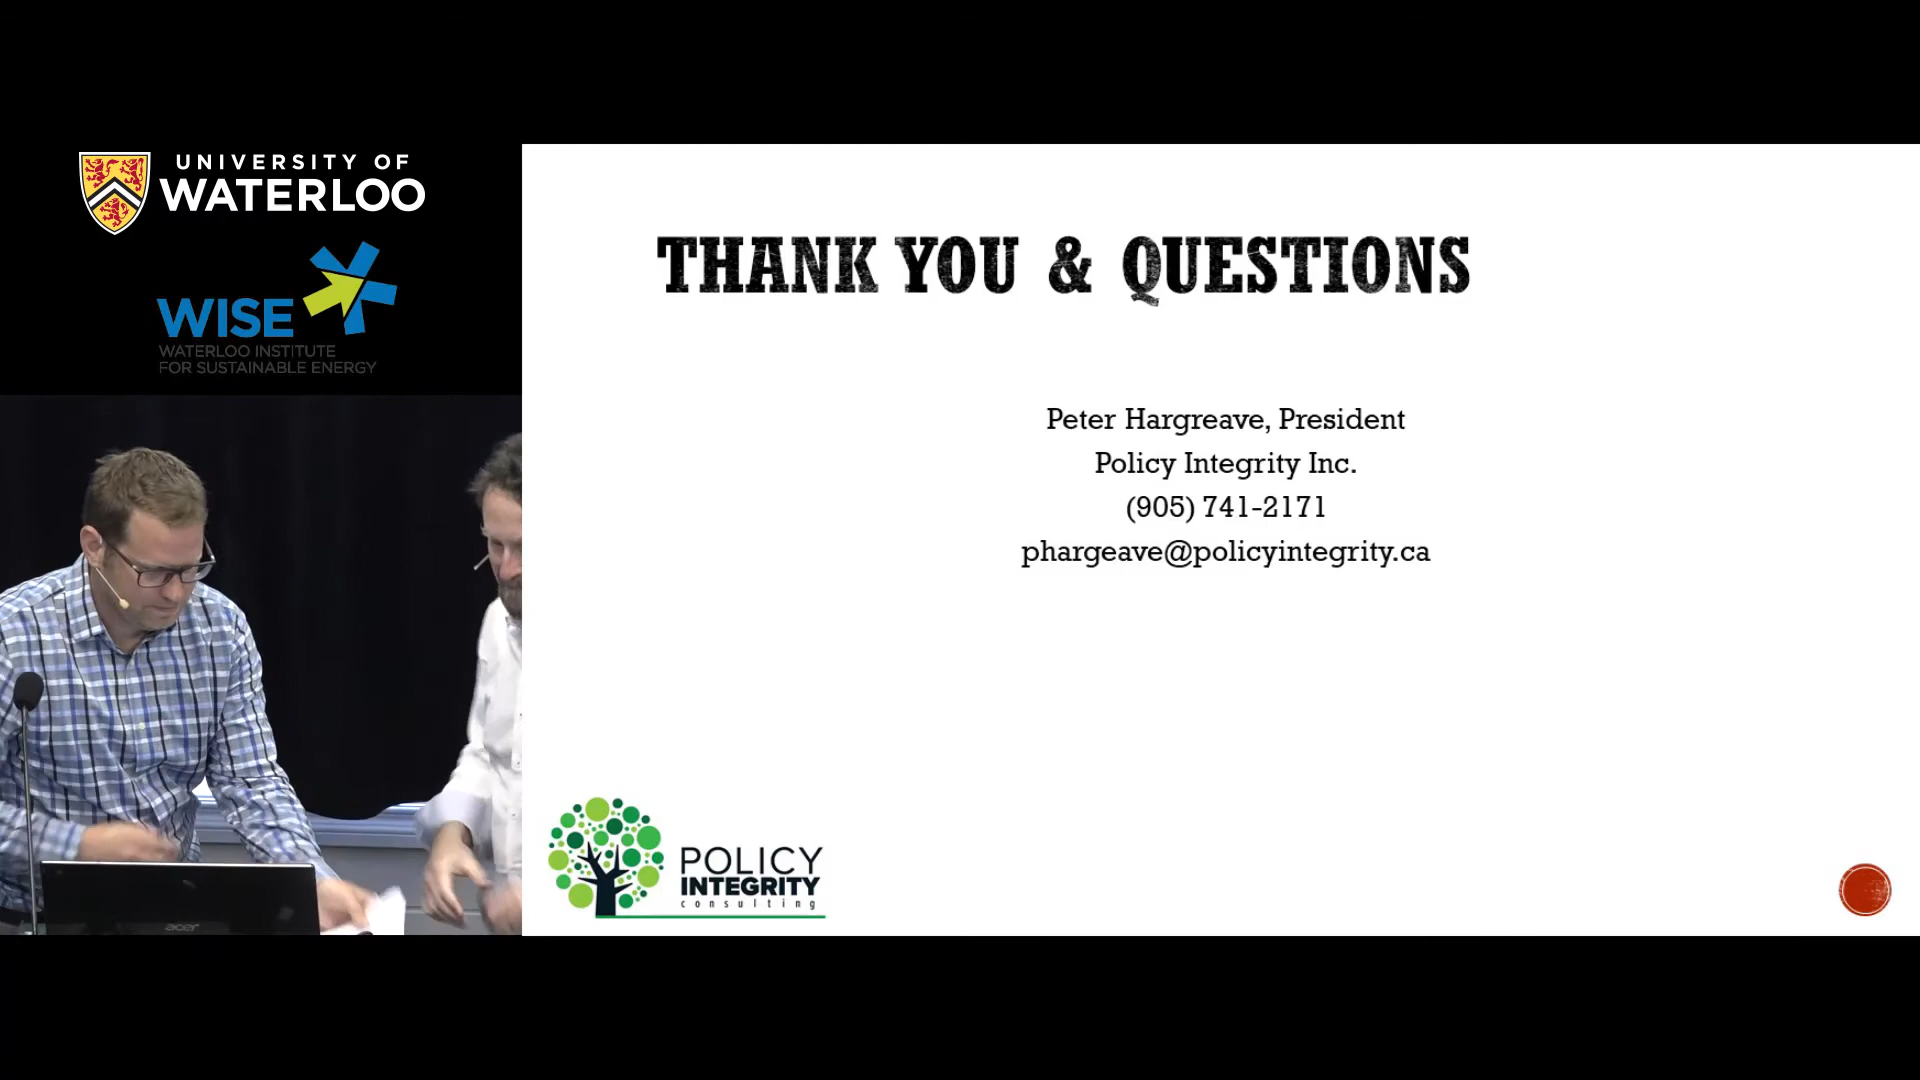 UNIVERSITY OF
WATERLOO
WISE
WATERLOO INSTITUTE
FOR SUSTAINABLE ENERGY
acer
THANK YOU & QUESTIONS
Peter Hargreave, President
Policy Integrity Inc.
(905) 741-2171
phargeave@policyintegrity.ca
POLICY
INTEGRITY
consulting